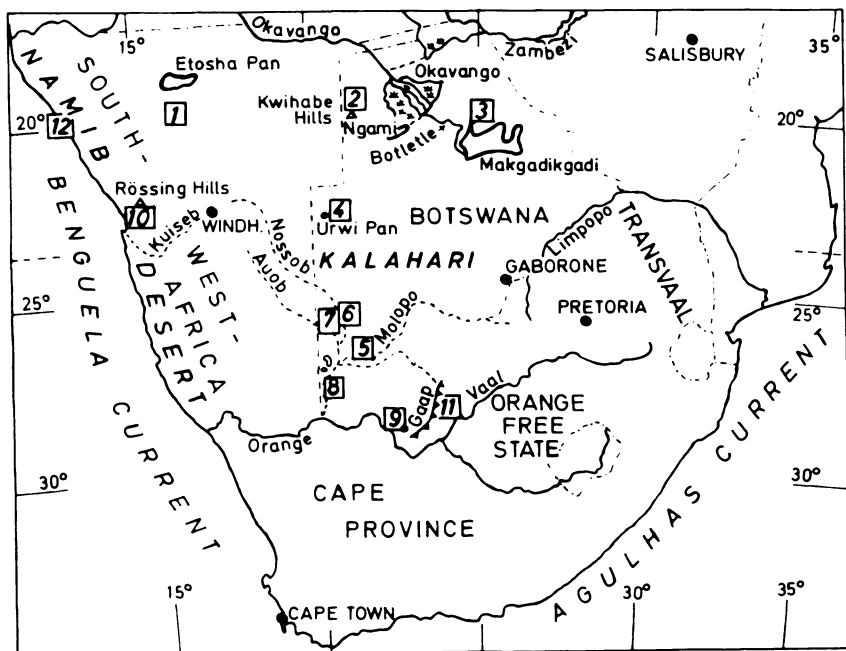 15°
Okavango
Zambezi
SALISBURY
35°
Etosha Pan
Okavango
NAMIB DESERT
SOUTH-
WEST-
AFRICA
1
Kwihabe
Hills
2
3
Ngami
Botletle
Makgadikgadi
20°
12
20°
BENGUELA CURRENT
Rössing Hills
10
Kuiseb
WINDH.
Nossob
Auob
4
Urwi Pan
BOTSWANA
KALAHARI
Limpopo
TRANSVAAL
GABORONE
PRETORIA
25°
25°
7
6
5
Molopo
8
9
Gaap
11
Vaal
Orange
ORANGE
FREE
STATE
30°
30°
CAPE
PROVINCE
AGULHAS CURRENT
15°
30°
CAPE TOWN